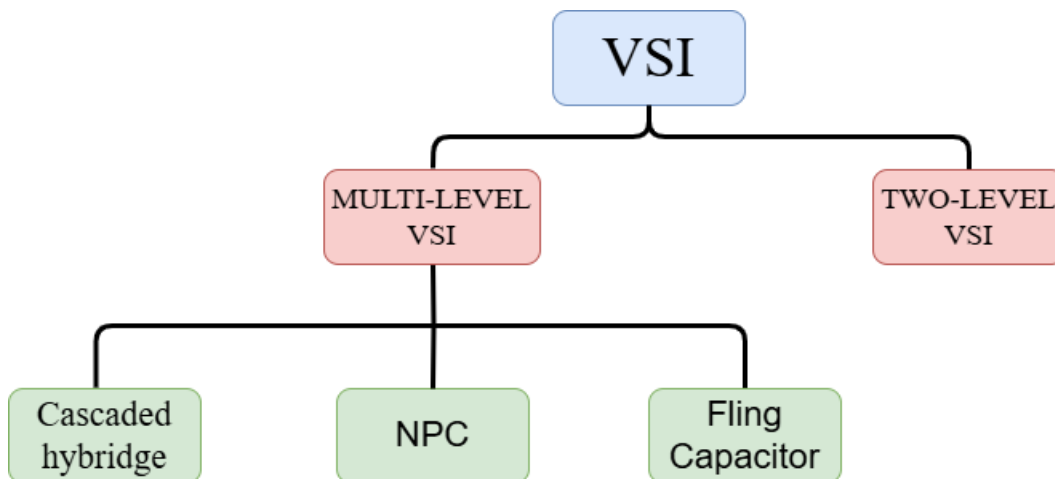 VSI
MULTI-LEVEL
VSI
TWO-LEVEL
VSI
Cascaded
hybridge
NPC
Fling
Capacitor